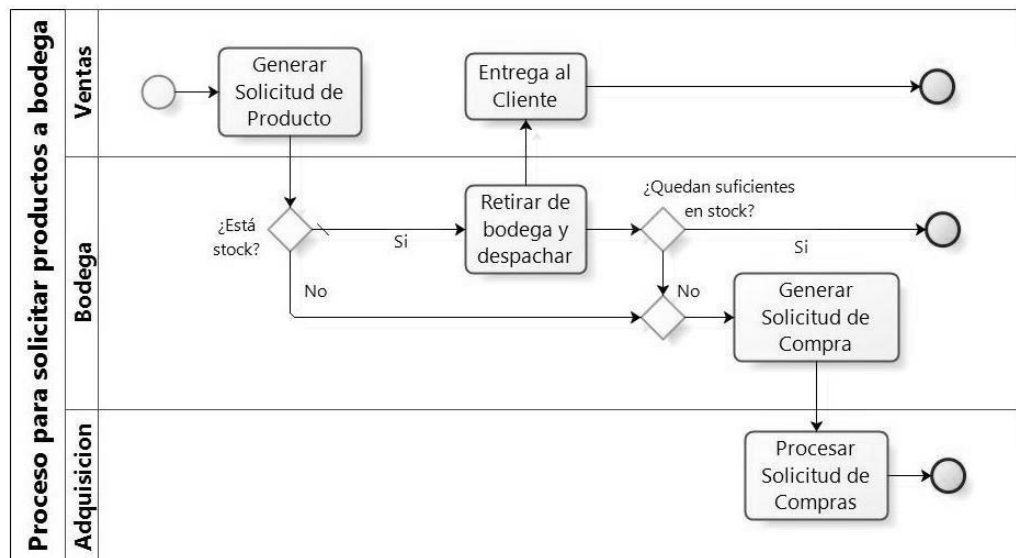 Proceso para solicitar productos a bodega
Ventas
Generar
Solicitud de
Producto
Entrega al
Cliente
Bodega
¿Está
stock?
Si
No
Retirar de
bodega y
despachar
¿Quedan suficientes
en stock?
Si
No
Generar
Solicitud de
Compra
Adquisicion
Procesar
Solicitud de
Compras